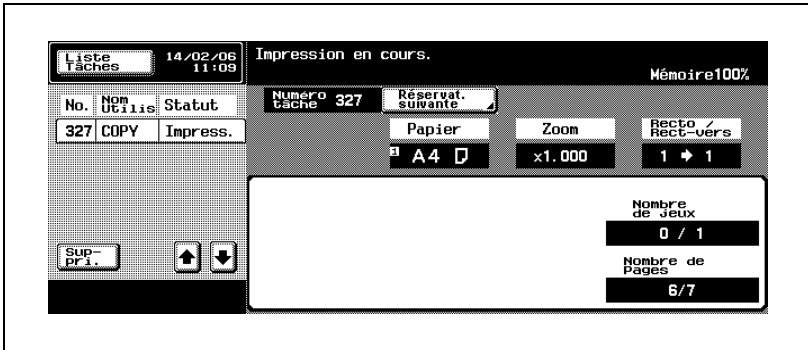 Liste
Tâches
14/02/06
11:09
Impression en cours.
Mémoire100%
No. Nom
Utilis Statut
327 COPY Impress.
Numéro
tâche 327
Réservat.
suivante
Papier
Zoom
Recto /
Rect-vers
1 A4
×1.000
1 → 1
Nombre
de jeux
0 / 1
Nombre de
Pages
6/7
Sup-
pri.